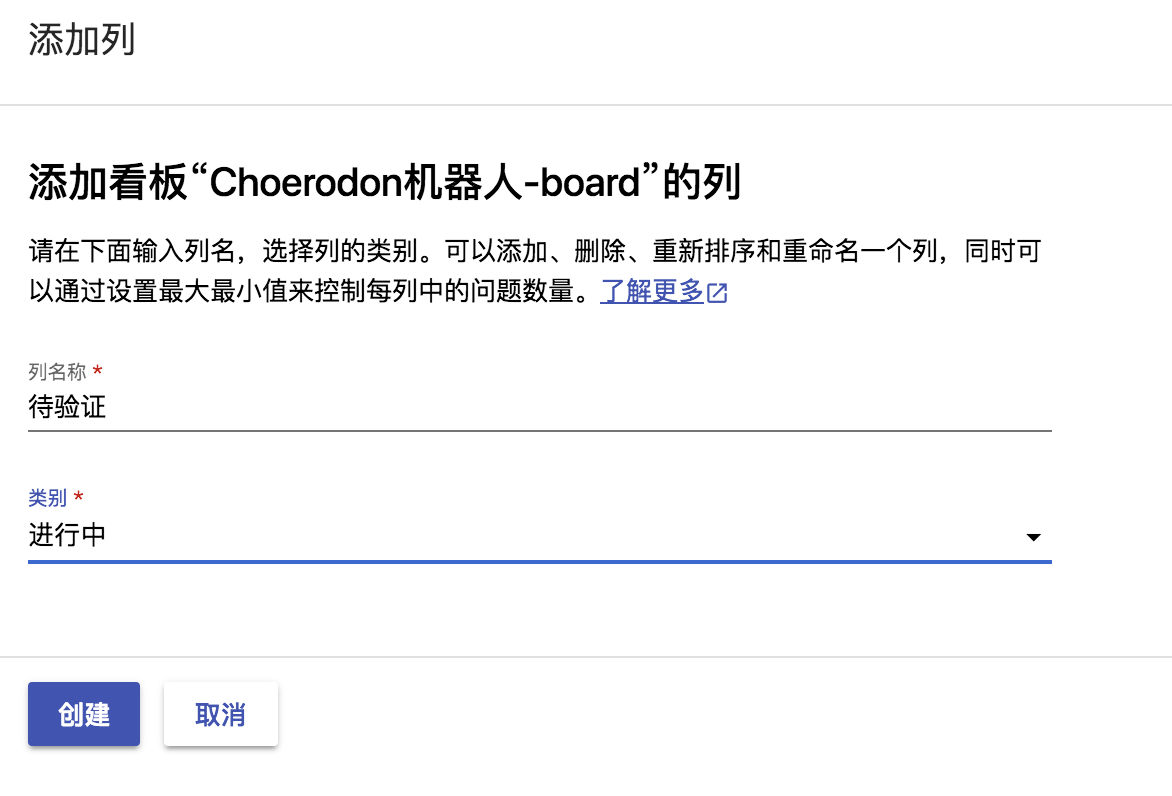 添加列
添加看板“Choerodon机器人-board”的列
请在下面输入列名，选择列的类别。可以添加、删除、重新排序和重命名一个列，同时可
以通过设置最大最小值来控制每列中的问题数量。了解更多
列名称 *
待验证
类别 *
进行中
创建 取消